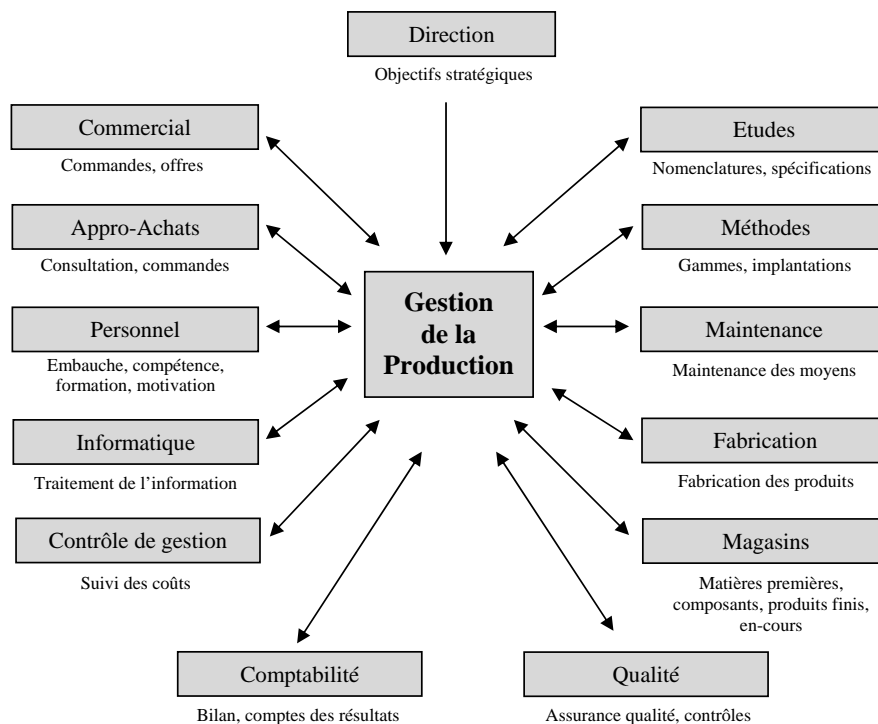 Direction
Objectifs stratégiques
Commercial
Commandes, offres
Etudes
Nomenclatures, spécifications
Appro-Achats
Consultation, commandes
Méthodes
Gammes, implantations
Gestion
de la
Production
Personnel
Embauche, compétence,
formation, motivation
Maintenance
Maintenance des moyens
Informatique
Traitement de l’information
Fabrication
Fabrication des produits
Contrôle de gestion
Suivi des coûts
Magasins
Matières premières,
composants, produits finis,
en-cours
Comptabilité
Bilan, comptes des résultats
Qualité
Assurance qualité, contrôles